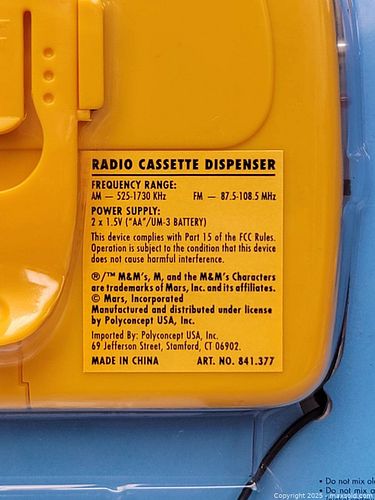 RADIO CASSETTE DISPENSER
FREQUENCY RANGE:
AM — 525-1730 KHz FM — 87.5-108.5 MHz
POWER SUPPLY:
2 x 1.5V ("AA"/UM-3 BATTERY)
This device complies with Part 15 of the FCC Rules.
Operation is subject to the condition that this device
does not cause harmful interference.
®/™ M&M's, M, and the M&M's Characters
are trademarks of Mars, Inc. and its affiliates.
© Mars, Incorporated
Manufactured and distributed under license
by Polyconcept USA, Inc.
Imported By: Polyconcept USA, Inc.
69 Jefferson Street, Stamford, CT 06902.
MADE IN CHINA ART. NO. 841.377
• Do not mix
• Do not mix
Copyright 2025 - maxsold.com